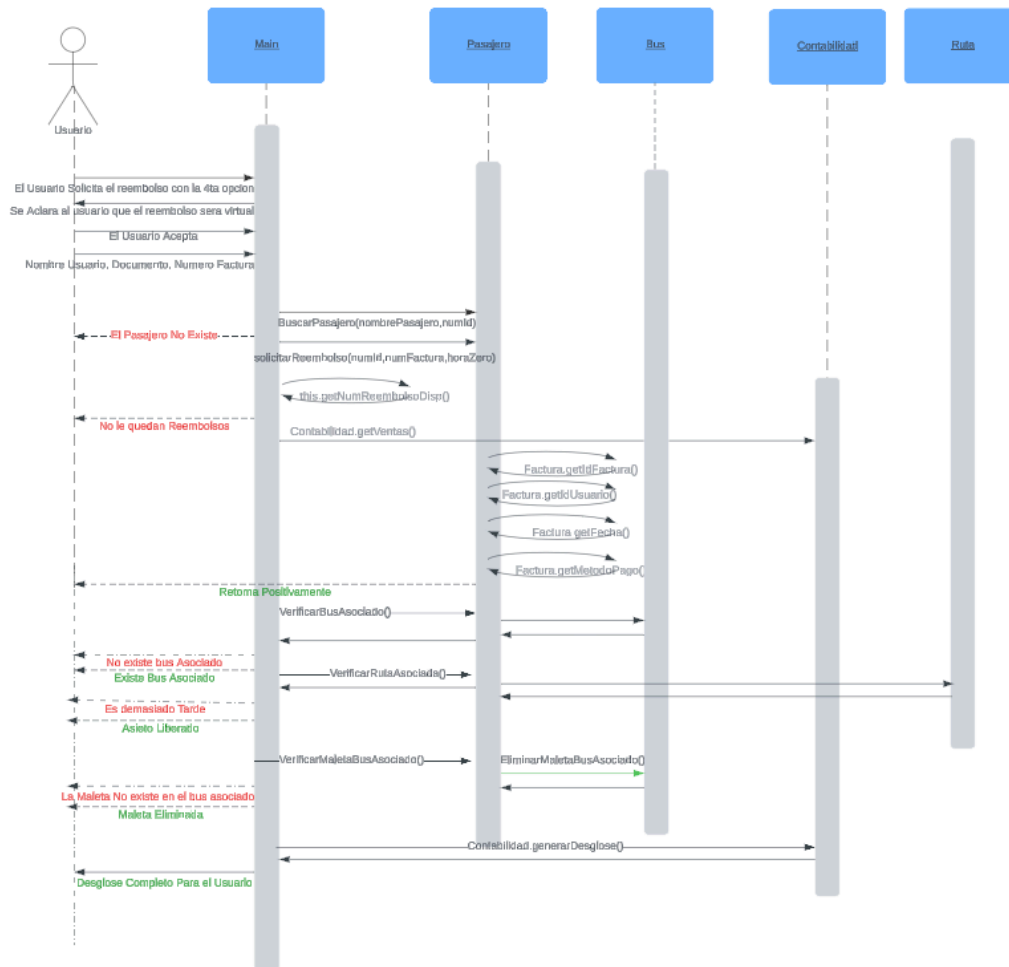 Main
Pasajero
Bus
Contabilidad
Ruta
Usuario
El Usuario Solicita el reembolso con la 4ta opcion
Se Aclara al usuario que el reembolso sera virtual
El Usuario Acepta
Nombre Usuario, Documento, Numero Factura
BuscarPasajero(nombrePasajero,numId)
El Pasajero No Existe
solicitarReembolso(numId,numFactura,horaZero)
this.getNumReembolsoDisp()
No le quedan Reembolsos
Contabilidad.getVentas()
Factura.getIdFactura()
Factura.getIdUsuario()
Factura.getFecha()
Factura.getMetodoPago()
Retorna Positivamente
VerificarBusAsociado()
No existe bus Asociado
Existe Bus Asociado
VerificarRutaAsociada()
Es demasiado Tarde
Asieto Liberado
VerificarMaletaBusAsociado()
EliminarMaletaBusAsociado()
La Maleta No existe en el bus asociado
Maleta Eliminada
Contabilidad.generarDesglose()
Desglose Completo Para el Usuario